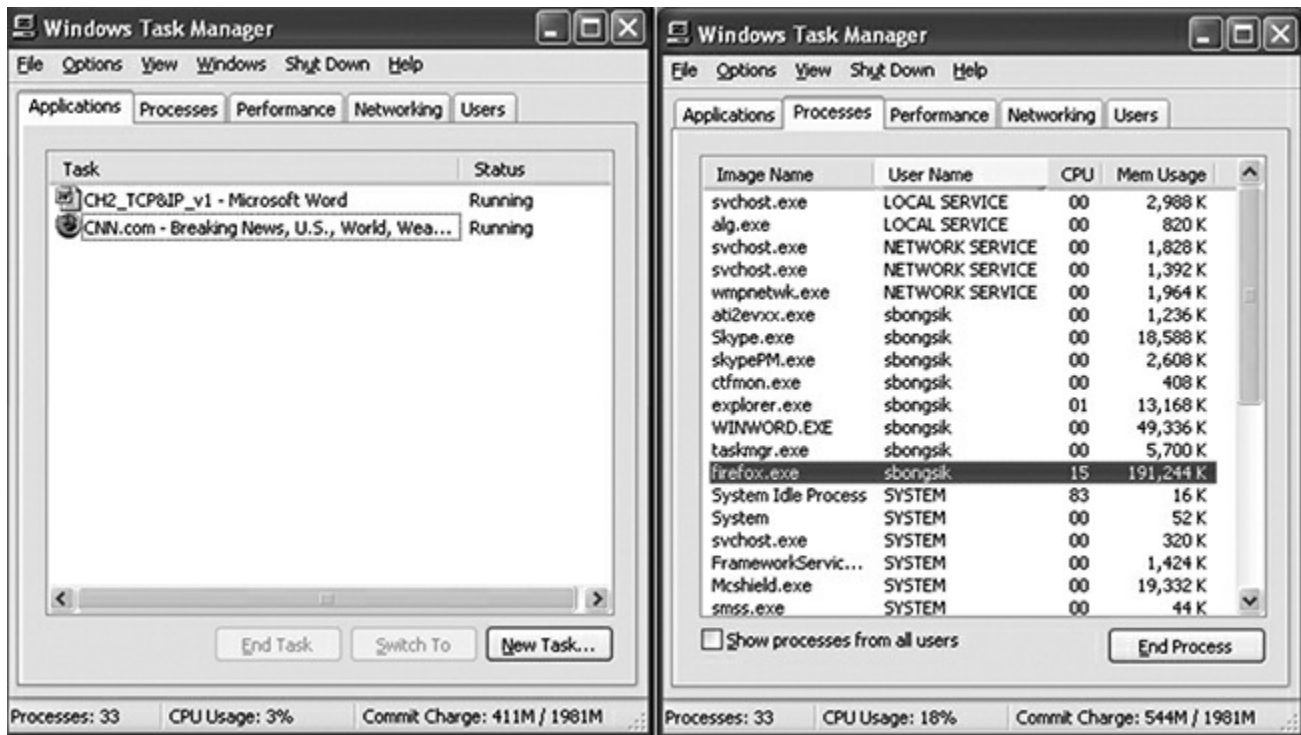 Windows Task Manager
File Options View Windows Shut Down Help
Applications Processes Performance Networking Users
Task Status
CH2_TCP&IP_v1 - Microsoft Word Running
CNN.com - Breaking News, U.S., World, Wea... Running
End Task Switch To New Task...
Processes: 33 CPU Usage: 3% Commit Charge: 411M / 1981M
Windows Task Manager
File Options View Shut Down Help
Applications Processes Performance Networking Users
Image Name User Name CPU Mem Usage
svchost.exe LOCAL SERVICE 00 2,988 K
alg.exe LOCAL SERVICE 00 820 K
svchost.exe NETWORK SERVICE 00 1,828 K
svchost.exe NETWORK SERVICE 00 1,392 K
wmpnetwk.exe NETWORK SERVICE 00 1,964 K
ati2evxx.exe sbongsik 00 1,236 K
Skype.exe sbongsik 00 18,588 K
skypePM.exe sbongsik 00 2,608 K
ctfmon.exe sbongsik 00 408 K
explorer.exe sbongsik 01 13,168 K
WINWORD.EXE sbongsik 00 49,336 K
taskmgr.exe sbongsik 00 5,700 K
firefox.exe sbongsik 15 191,244 K
System Idle Process SYSTEM 83 16 K
System SYSTEM 00 52 K
svchost.exe SYSTEM 00 320 K
FrameworkServic... SYSTEM 00 1,424 K
Mcshield.exe SYSTEM 00 19,332 K
smss.exe SYSTEM 00 44 K
Show processes from all users End Process
Processes: 33 CPU Usage: 18% Commit Charge: 544M / 1981M